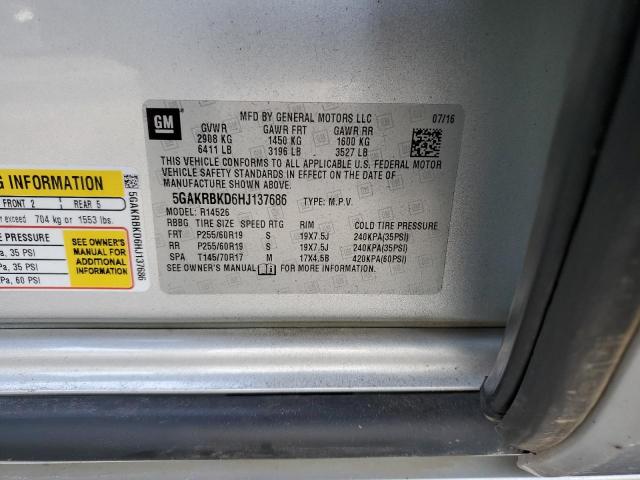 GM
MFD BY GENERAL MOTORS LLC 07/16
GVWR GAWR FRT GAWR RR
2908 KG 1450 KG 1600 KG
6411 LB 3196 LB 3527 LB
THIS VEHICLE CONFORMS TO ALL APPLICABLE U.S. FEDERAL MOTOR
VEHICLE SAFETY STANDARDS IN EFFECT ON THE DATE OF
MANUFACTURE SHOWN ABOVE.
5GAKRBKD6HJ137686 TYPE: M.P.V.
MODEL: R14526
RBBG TIRE SIZE SPEED RTG RIM COLD TIRE PRESSURE
FRT P255/60R19 S 19X7.5J 240KPA(35PSI)
RR P255/60R19 S 19X7.5J 240KPA(35PSI)
SPA T145/70R17 M 17X4.5B 420KPA(60PSI)
SEE OWNER'S MANUAL FOR MORE INFORMATION.
INFORMATION
FRONT 2 REAR 5
exceed 704 kg or 1553 lbs.
PRESSURE
35 PSI
35 PSI
60 PSI
SEE OWNER'S
MANUAL FOR
ADDITIONAL
INFORMATION
5GAKRBKD6HJ137686